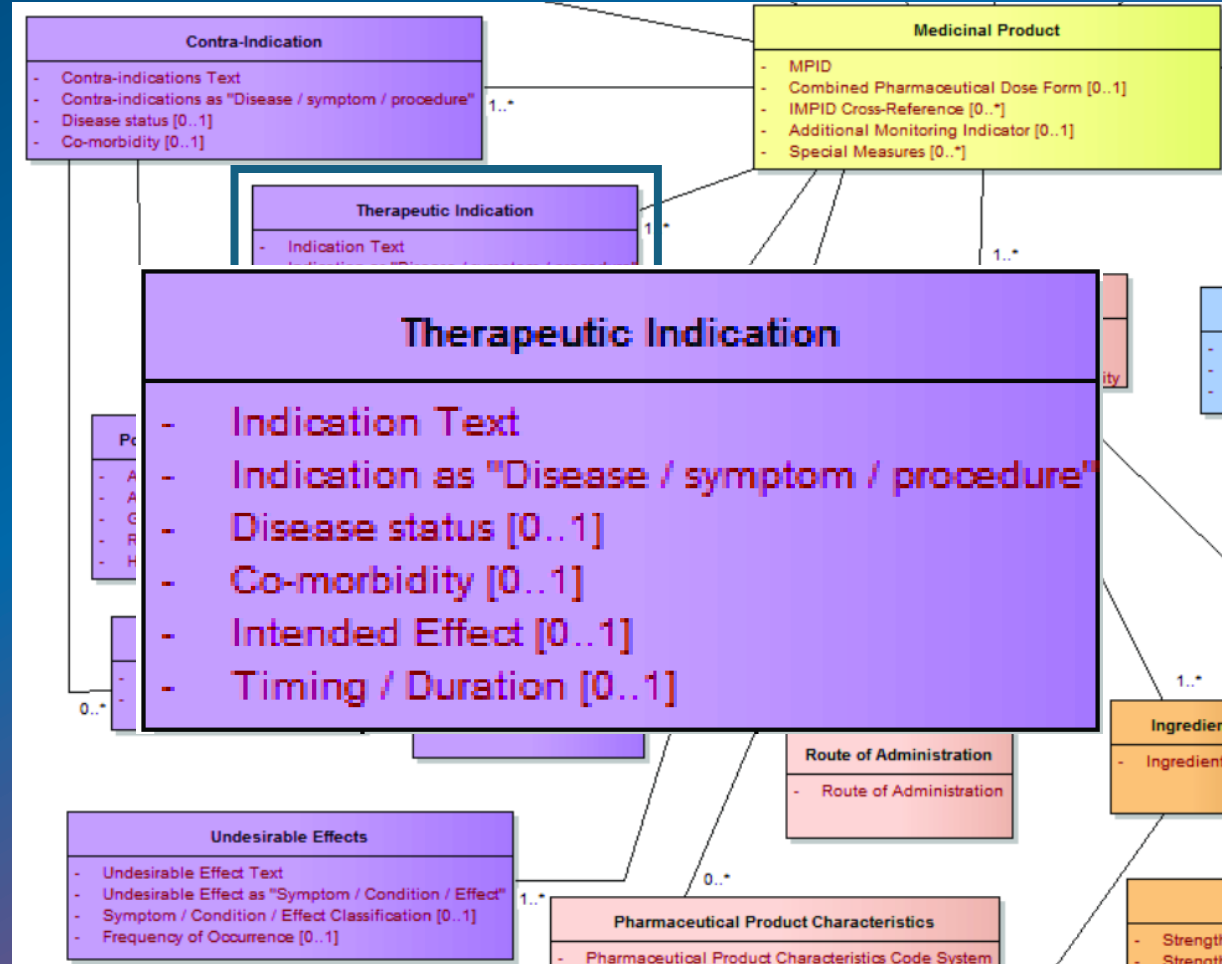 Contra-Indication
- Contra-indications Text
- Contra-indications as "Disease / symptom / procedure"
- Disease status [0..1]
- Co-morbidity [0..1]
1..*
Medicinal Product
- MPID
- Combined Pharmaceutical Dose Form [0..1]
- IMPID Cross-Reference [0..*]
- Additional Monitoring Indicator [0..1]
- Special Measures [0..*]
Therapeutic Indication
- Indication Text
1..*
1..*
Therapeutic Indication
- Indication Text
- Indication as "Disease / symptom / procedure"
- Disease status [0..1]
- Co-morbidity [0..1]
- Intended Effect [0..1]
- Timing / Duration [0..1]
0..*
1..*
Route of Administration
- Route of Administration
- Ingredient
Undesirable Effects
- Undesirable Effect Text
- Undesirable Effect as "Symptom / Condition / Effect"
- Symptom / Condition / Effect Classification [0..1]
- Frequency of Occurrence [0..1]
1..*
0..*
Pharmaceutical Product Characteristics
- Pharmaceutical Product Characteristics Code System
- Strength
- Strength